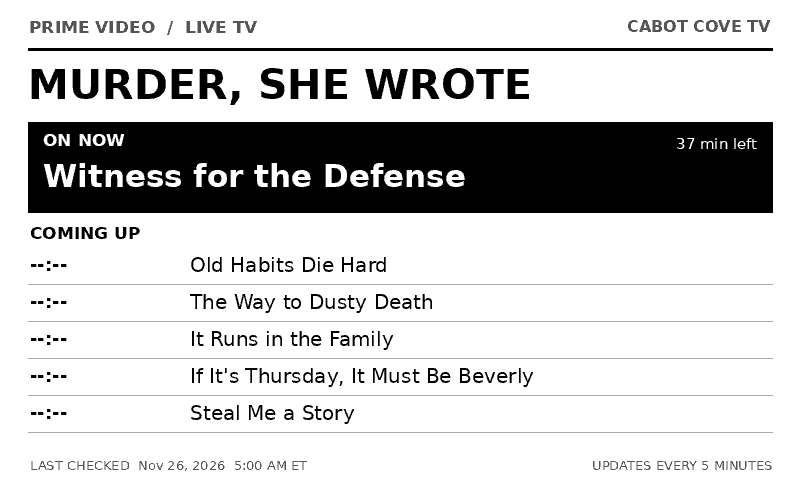 PRIME VIDEO / LIVE TV
CABOT COVE TV
MURDER, SHE WROTE
ON NOW
37 min left
Witness for the Defense
COMING UP
--:-- Old Habits Die Hard
--:-- The Way to Dusty Death
--:-- It Runs in the Family
--:-- If It's Thursday, It Must Be Beverly
--:-- Steal Me a Story
LAST CHECKED Nov 26, 2026 5:00 AM ET
UPDATES EVERY 5 MINUTES